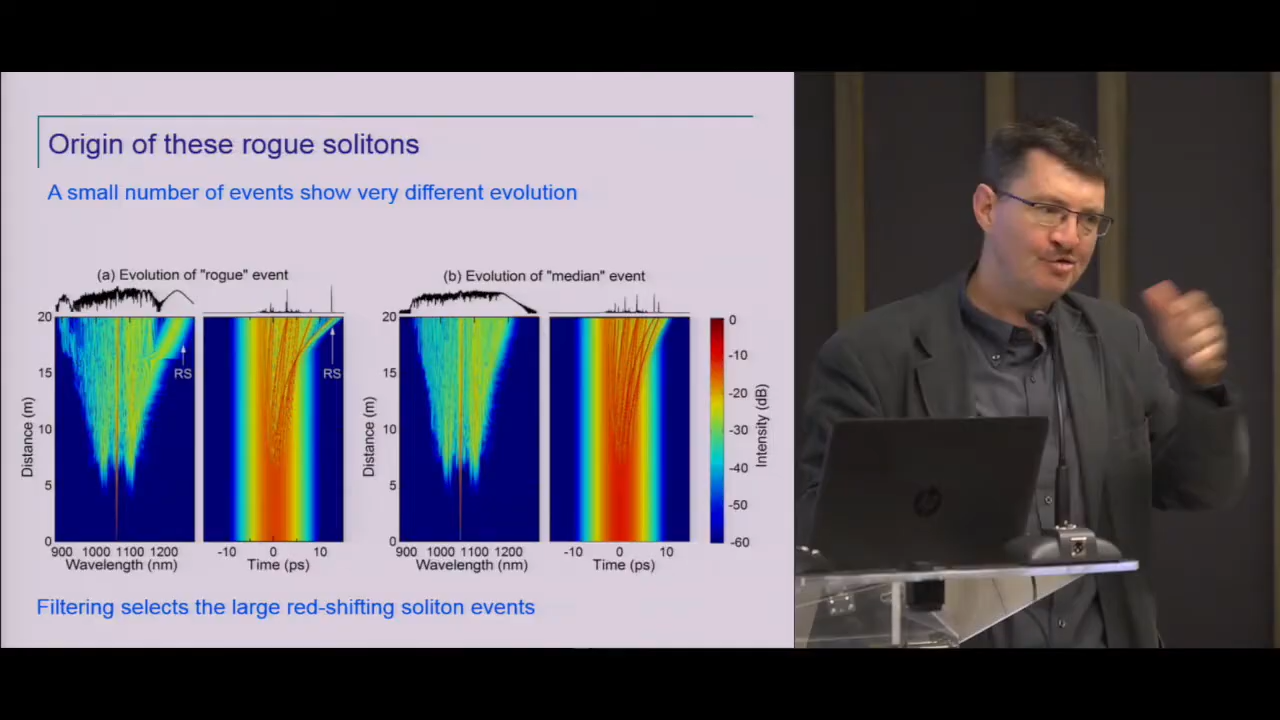 Origin of these rogue solitons
A small number of events show very different evolution
(a) Evolution of "rogue" event
(b) Evolution of "median" event
20
15
10
5
0
Distance (m)
RS
RS
900 1000 1100 1200
Wavelength (nm)
-10 0 10
Time (ps)
20
15
10
5
0
Distance (m)
900 1000 1100 1200
Wavelength (nm)
-10 0 10
Time (ps)
0
-10
-20
-30
-40
-50
-60
Intensity (dB)
Filtering selects the large red-shifting soliton events
hp